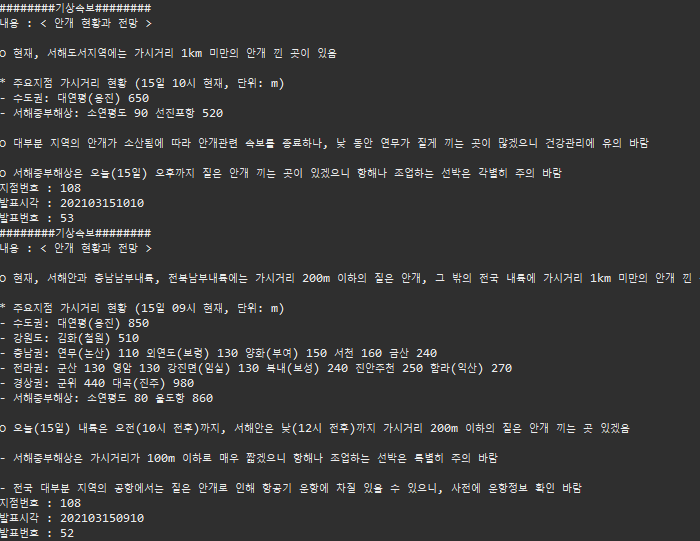 ########기상속보########
내용 : < 안개 현황과 전망 >
o 현재, 서해도서지역에는 가시거리 1km 미만의 안개 낀 곳이 있음
* 주요지점 가시거리 현황 (15일 10시 현재, 단위: m)
- 수도권: 대연평(옹진) 650
- 서해중부해상: 소연평도 90 선진포항 520
o 대부분 지역의 안개가 소산됨에 따라 안개관련 속보를 종료하나, 낮 동안 연무가 짙게 끼는 곳이 많겠으니 건강관리에 유의 바람
o 서해중부해상은 오늘(15일) 오후까지 짙은 안개 끼는 곳이 있겠으니 항해나 조업하는 선박은 각별히 주의 바람
지점번호 : 108
발표시각 : 202103151010
발표번호 : 53
########기상속보########
내용 : < 안개 현황과 전망 >
o 현재, 서해안과 충남남부내륙, 전북남부내륙에는 가시거리 200m 이하의 짙은 안개, 그 밖의 전국 내륙에 가시거리 1km 미만의 안개 낀
* 주요지점 가시거리 현황 (15일 09시 현재, 단위: m)
- 수도권: 대연평(옹진) 850
- 강원도: 김화(철원) 510
- 충남권: 연무(논산) 110 외연도(보령) 130 양화(부여) 150 서천 160 금산 240
- 전라권: 군산 130 영암 130 강진면(임실) 130 복내(보성) 240 진안주천 250 함라(익산) 270
- 경상권: 군위 440 대곡(진주) 980
- 서해중부해상: 소연평도 80 울도항 860
o 오늘(15일) 내륙은 오전(10시 전후)까지, 서해안은 낮(12시 전후)까지 가시거리 200m 이하의 짙은 안개 끼는 곳 있겠음
- 서해중부해상은 가시거리가 100m 이하로 매우 짧겠으니 항해나 조업하는 선박은 특별히 주의 바람
- 전국 대부분 지역의 공항에서는 짙은 안개로 인해 항공기 운항에 차질 있을 수 있으니, 사전에 운항정보 확인 바람
지점번호 : 108
발표시각 : 202103150910
발표번호 : 52